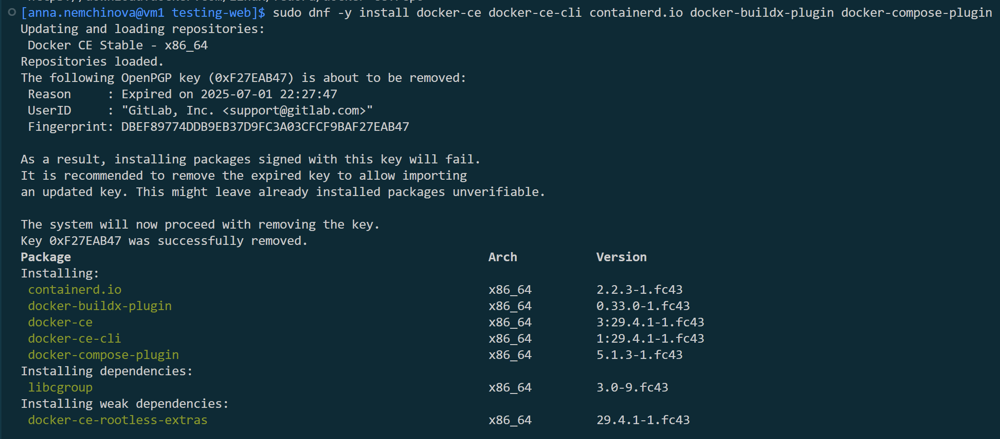 [anna.nemchinova@vm1 testing-web]$ sudo dnf -y install docker-ce docker-ce-cli containerd.io docker-buildx-plugin docker-compose-plugin
Updating and loading repositories:
 Docker CE Stable - x86_64
Repositories loaded.
The following OpenPGP key (0xF27EAB47) is about to be removed:
 Reason     : Expired on 2025-07-01 22:27:47
 UserID     : "GitLab, Inc. <support@gitlab.com>"
 Fingerprint: DBEF89774DDB9EB37D9FC3A03CFCF9BAF27EAB47

As a result, installing packages signed with this key will fail.
It is recommended to remove the expired key to allow importing
an updated key. This might leave already installed packages unverifiable.

The system will now proceed with removing the key.
Key 0xF27EAB47 was successfully removed.
Package Arch Version
Installing:
 containerd.io x86_64 2.2.3-1.fc43
 docker-buildx-plugin x86_64 0.33.0-1.fc43
 docker-ce x86_64 3:29.4.1-1.fc43
 docker-ce-cli x86_64 1:29.4.1-1.fc43
 docker-compose-plugin x86_64 5.1.3-1.fc43
Installing dependencies:
 libcgroup x86_64 3.0-9.fc43
Installing weak dependencies:
 docker-ce-rootless-extras x86_64 29.4.1-1.fc43